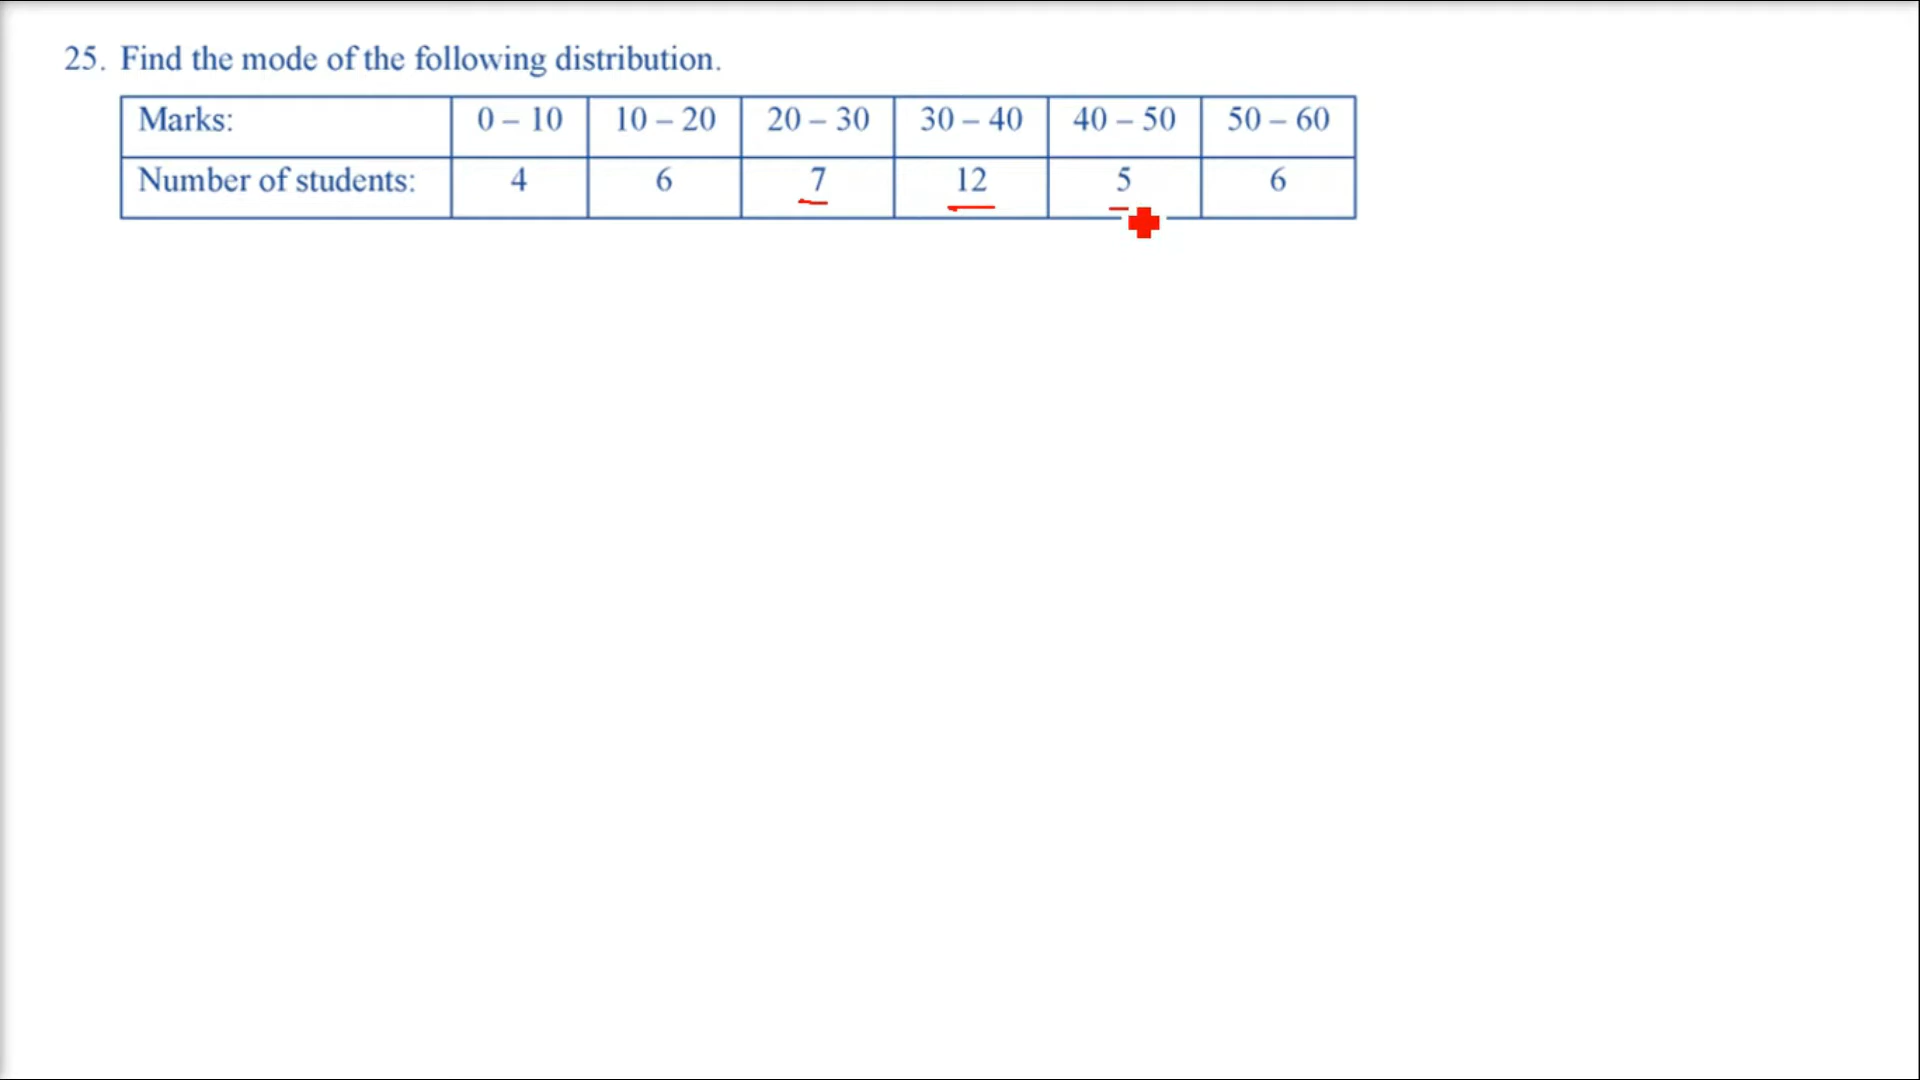 25. Find the mode of the following distribution.
Marks: 0 – 10 10 – 20 20 – 30 30 – 40 40 – 50 50 – 60
Number of students: 4 6 7 12 5 6